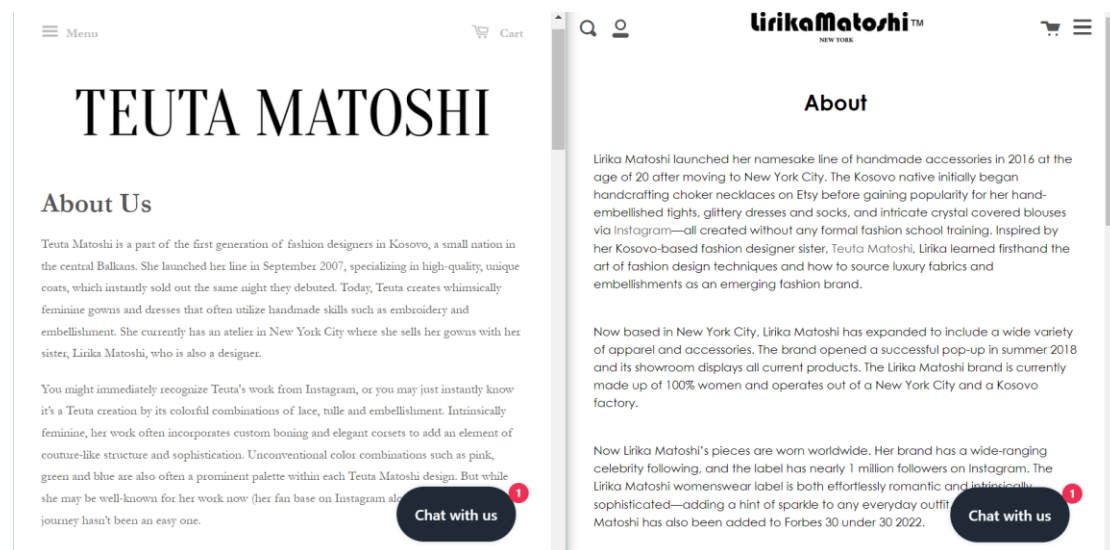 Menu
Cart
TEUTA MATOSHI
About Us
Teuta Matoshi is a part of the first generation of fashion designers in Kosovo, a small nation in
the central Balkans. She launched her line in September 2007, specializing in high-quality, unique
coats, which instantly sold out the same night they debuted. Today, Teuta creates whimsically
feminine gowns and dresses that often utilize handmade skills such as embroidery and
embellishment. She currently has an atelier in New York City where she sells her gowns with her
sister, Lirika Matoshi, who is also a designer.
You might immediately recognize Teuta's work from Instagram, or you may just instantly know
it's a Teuta creation by its colorful combinations of lace, tulle and embellishment. Intrinsically
feminine, her work often incorporates custom boning and elegant corsets to add an element of
couture-like structure and sophistication. Unconventional color combinations such as pink,
green and blue are also often a prominent palette within each Teuta Matoshi design. But while
she may be well-known for her work now (her fan base on Instagram
journey hasn't been an easy one.
Chat with us
1
LirikaMatoshi™
NEW YORK
About
Lirika Matoshi launched her namesake line of handmade accessories in 2016 at the
age of 20 after moving to New York City. The Kosovo native initially began
handcrafting choker necklaces on Etsy before gaining popularity for her hand-
embellished tights, glittery dresses and socks, and intricate crystal covered blouses
via Instagram—all created without any formal fashion school training. Inspired by
her Kosovo-based fashion designer sister, Teuta Matoshi, Lirika learned firsthand the
art of fashion design techniques and how to source luxury fabrics and
embellishments as an emerging fashion brand.
Now based in New York City, Lirika Matoshi has expanded to include a wide variety
of apparel and accessories. The brand opened a successful pop-up in summer 2018
and its showroom displays all current products. The Lirika Matoshi brand is currently
made up of 100% women and operates out of a New York City and a Kosovo
factory.
Now Lirika Matoshi's pieces are worn worldwide. Her brand has a wide-ranging
celebrity following, and the label has nearly 1 million followers on Instagram. The
Lirika Matoshi womenswear label is both effortlessly romantic and intrinsically
sophisticated—adding a hint of sparkle to any everyday outfit.
Matoshi has also been added to Forbes 30 under 30 2022.
Chat with us
1